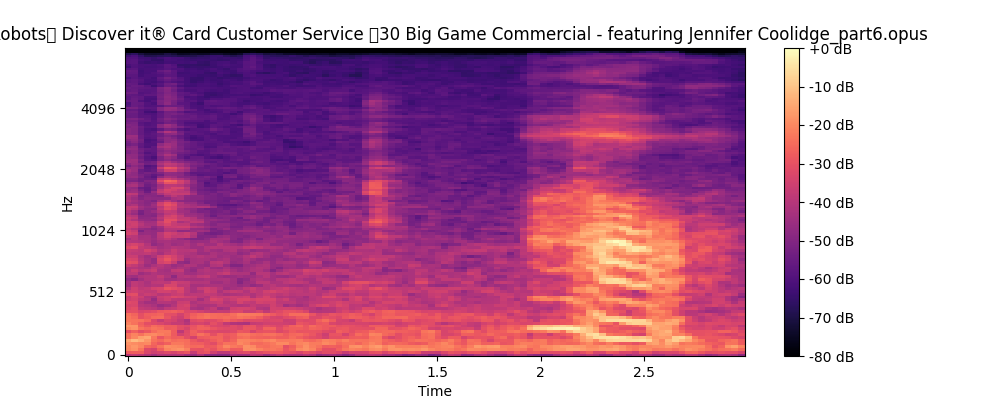 obots▯ Discover it® Card Customer Service ▯30 Big Game Commercial - featuring Jennifer Coolidge_part6.opus
+0 dB
-10 dB
-20 dB
-30 dB
-40 dB
-50 dB
-60 dB
-70 dB
-80 dB
4096
2048
1024
512
0
Hz
0
0.5
1
1.5
2
2.5
Time